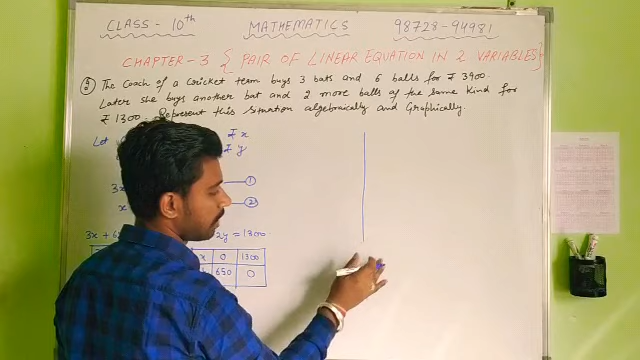 CLASS - 10th MATHEMATICS 98728-94981
CHAPTER-3 { PAIR OF LINEAR EQUATION IN 2 VARIABLES}
2 The Coach of a Cricket team buys 3 bats and 6 balls for ₹ 3900.
Later she buys another bat and 2 more balls of the same kind for
₹ 1300. Represent this situation algebraically and Graphically.
Let ₹ x
₹ y
3x 1
x 2
3x + 6 2y = 1300
x 0 1300
650 0